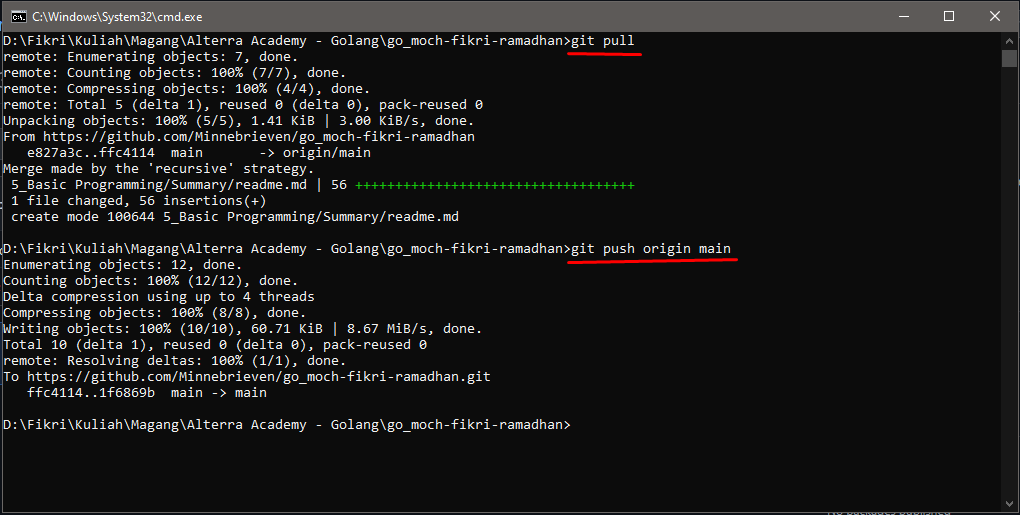 C:\Windows\System32\cmd.exe
D:\Fikri\Kuliah\Magang\Alterra Academy - Golang\go_moch-fikri-ramadhan>git pull
remote: Enumerating objects: 7, done.
remote: Counting objects: 100% (7/7), done.
remote: Compressing objects: 100% (4/4), done.
remote: Total 5 (delta 1), reused 0 (delta 0), pack-reused 0
Unpacking objects: 100% (5/5), 1.41 KiB | 3.00 KiB/s, done.
From https://github.com/Minnebrieven/go_moch-fikri-ramadhan
   e827a3c..ffc4114  main       -> origin/main
Merge made by the 'recursive' strategy.
 5_Basic Programming/Summary/readme.md | 56 +++++++++++++++++++++++++++++++++++
 1 file changed, 56 insertions(+)
 create mode 100644 5_Basic Programming/Summary/readme.md
D:\Fikri\Kuliah\Magang\Alterra Academy - Golang\go_moch-fikri-ramadhan>git push origin main
Enumerating objects: 12, done.
Counting objects: 100% (12/12), done.
Delta compression using up to 4 threads
Compressing objects: 100% (8/8), done.
Writing objects: 100% (10/10), 60.71 KiB | 8.67 MiB/s, done.
Total 10 (delta 1), reused 0 (delta 0), pack-reused 0
remote: Resolving deltas: 100% (1/1), done.
To https://github.com/Minnebrieven/go_moch-fikri-ramadhan.git
   ffc4114..1f6869b  main -> main
D:\Fikri\Kuliah\Magang\Alterra Academy - Golang\go_moch-fikri-ramadhan>